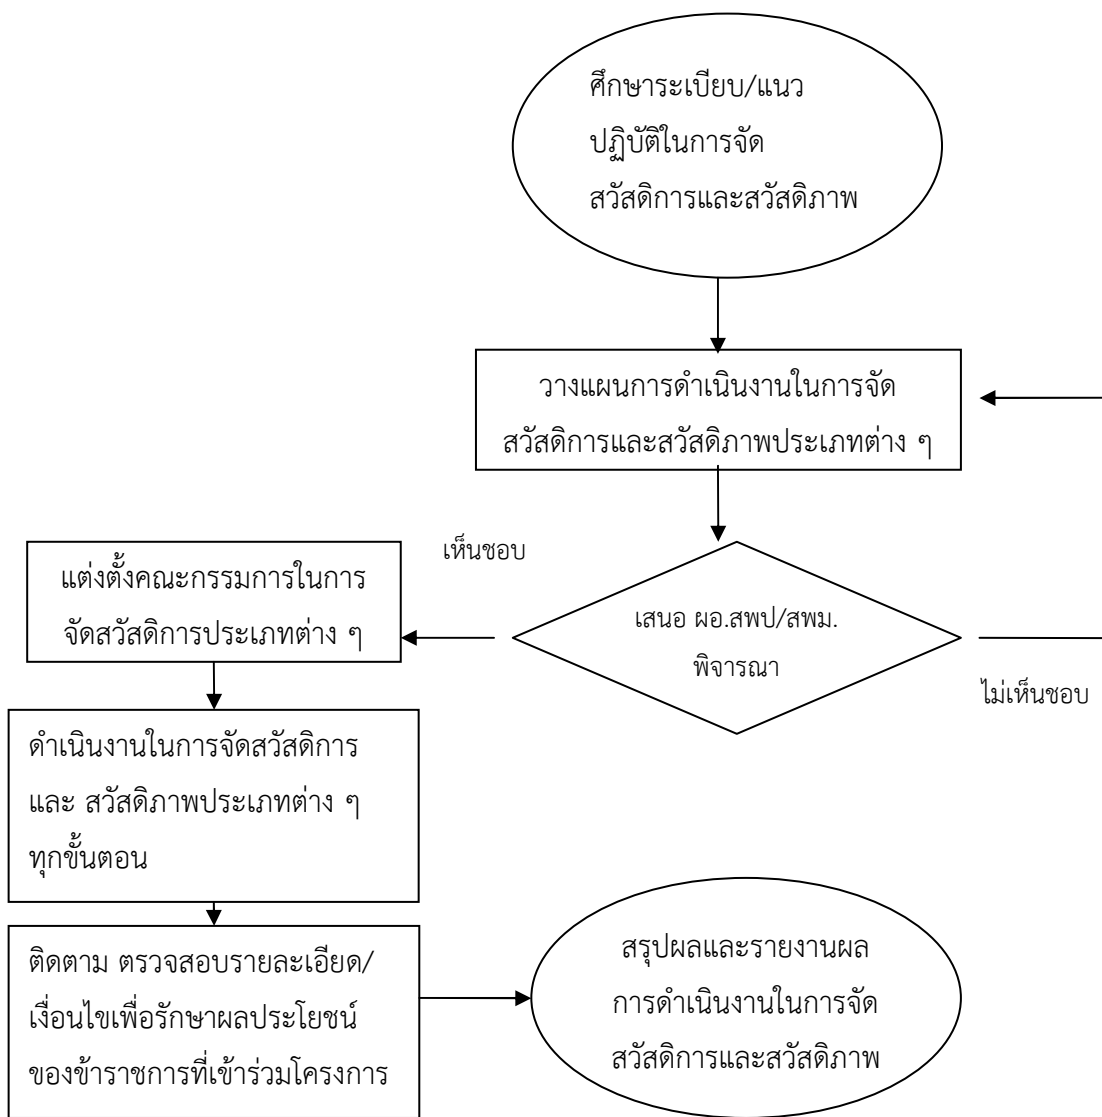 ศึกษาระเบียบ/แนว
ปฏิบัติในการจัด
สวัสดิการและสวัสดิภาพ
วางแผนการดำเนินงานในการจัด
สวัสดิการและสวัสดิภาพประเภทต่าง ๆ
เห็นชอบ
แต่งตั้งคณะกรรมการในการ
จัดสวัสดิการประเภทต่าง ๆ
เสนอ ผอ.สพป/สพม.
พิจารณา
ไม่เห็นชอบ
ดำเนินงานในการจัดสวัสดิการ
และ สวัสดิภาพประเภทต่าง ๆ
ทุกขั้นตอน
ติดตาม ตรวจสอบรายละเอียด/
เงื่อนไขเพื่อรักษาผลประโยชน์
ของข้าราชการที่เข้าร่วมโครงการ
สรุปผลและรายงานผล
การดำเนินงานในการจัด
สวัสดิการและสวัสดิภาพ